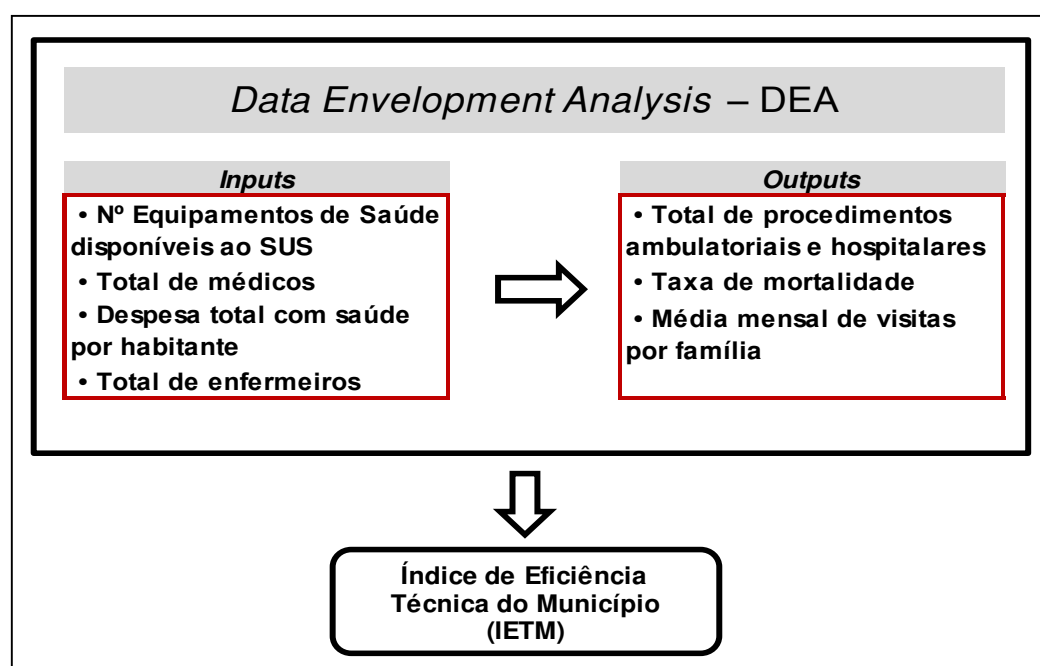 Data Envelopment Analysis – DEA
Inputs
• Nº Equipamentos de Saúde
disponíveis ao SUS
• Total de médicos
• Despesa total com saúde
por habitante
• Total de enfermeiros
Outputs
• Total de procedimentos
ambulatoriais e hospitalares
• Taxa de mortalidade
• Média mensal de visitas
por família
Índice de Eficiência
Técnica do Município
(IETM)